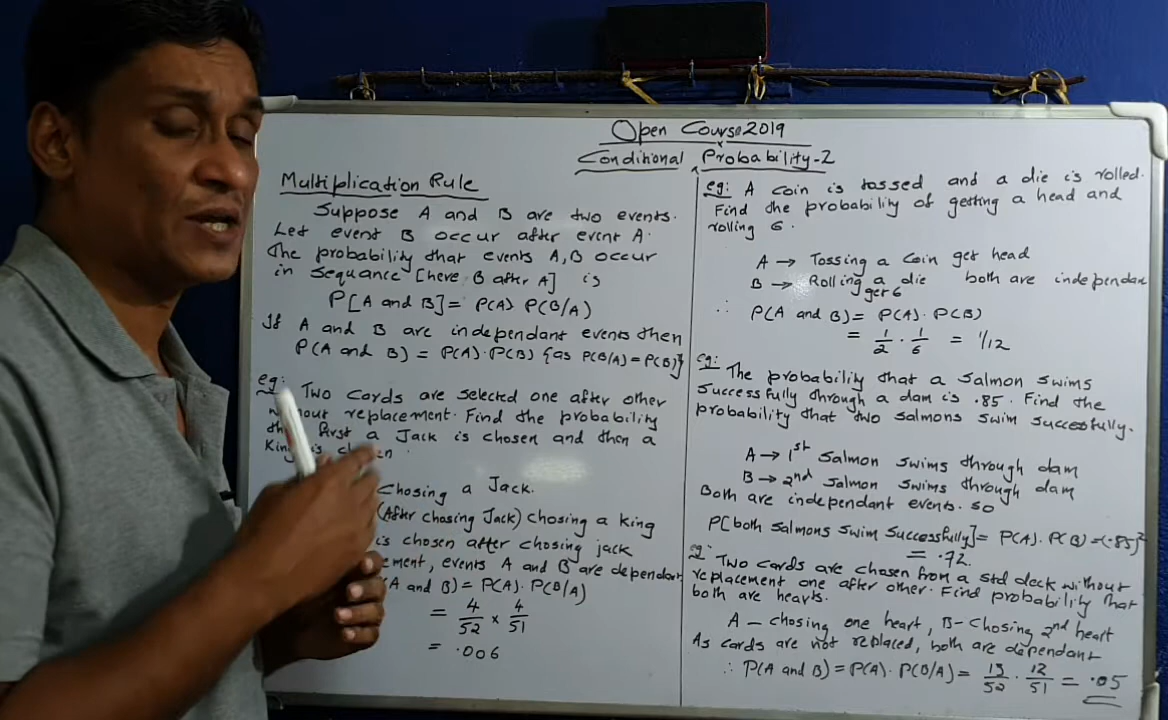 Open Course 2019
Conditional Probability-2
Multiplication Rule
Suppose A and B are two events.
Let event B occur after event A.
The probability that events A, B occur
in sequance [here B after A] is
P[A and B] = P(A) P(B/A)
If A and B are independant events then
P(A and B) = P(A). P(B) {as P(B/A) = P(B)}
eg: Two cards are selected one after other
out replacement. Find the probability
first a Jack is chosen and then a
King is
Chosing a Jack.
(After chosing Jack) chosing a king
is chosen after chosing jack
ement, events A and B are dependant
(A and B) = P(A). P(B/A)
= 4/52 × 4/51
= .006
eg: A coin is tossed and a die is rolled.
Find the probability of getting a head and
rolling 6.
A → Tossing a coin get head
B → Rolling a die get 6 both are independan
∴ P(A and B) = P(A). P(B)
= 1/2 . 1/6 = 1/12
eg: The probability that a Salmon swims
Successfully through a dam is .85. Find the
probability that two salmons swim successfully.
A → 1st Salmon swims through dam
B → 2nd Salmon swims through dam
Both are independant events. so
P[both salmons swim successfully] = P(A). P(B) = (.85)²
= .72.
Two cards are chosen from a std deck without
replacement one after other. Find probability that
both are hearts.
A - chosing one heart, B- Chosing 2nd heart
As cards are not replaced, both are dependant
∴ P(A and B) = P(A). P(B/A) = 13/52 . 12/51 = .05